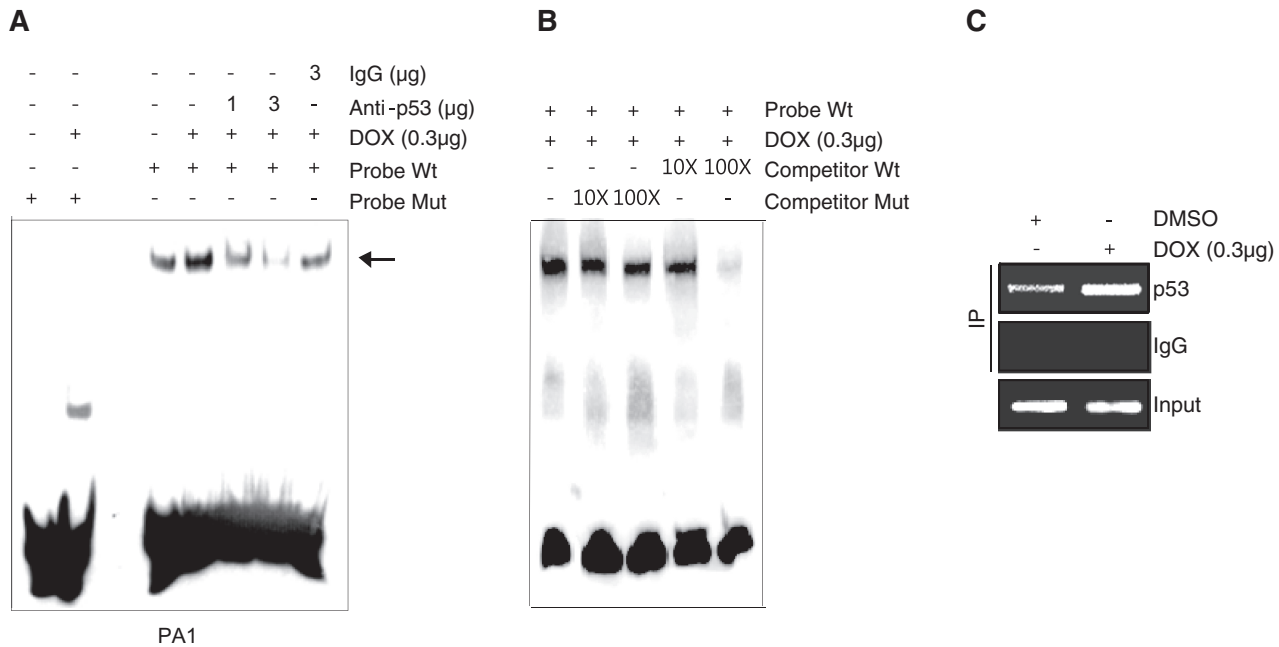 A
- - - - - - 3 IgG (µg)
- - - - 1 3 - Anti-p53 (µg)
- + - + + + + DOX (0.3µg)
- - + + + + + Probe Wt
+ + - - - - - Probe Mut
PA1
B
+ + + + + Probe Wt
+ + + + + DOX (0.3µg)
- - - 10X 100X Competitor Wt
- 10X 100X - - Competitor Mut
C
+ - DMSO
- + DOX (0.3µg)
IP
p53
IgG
Input